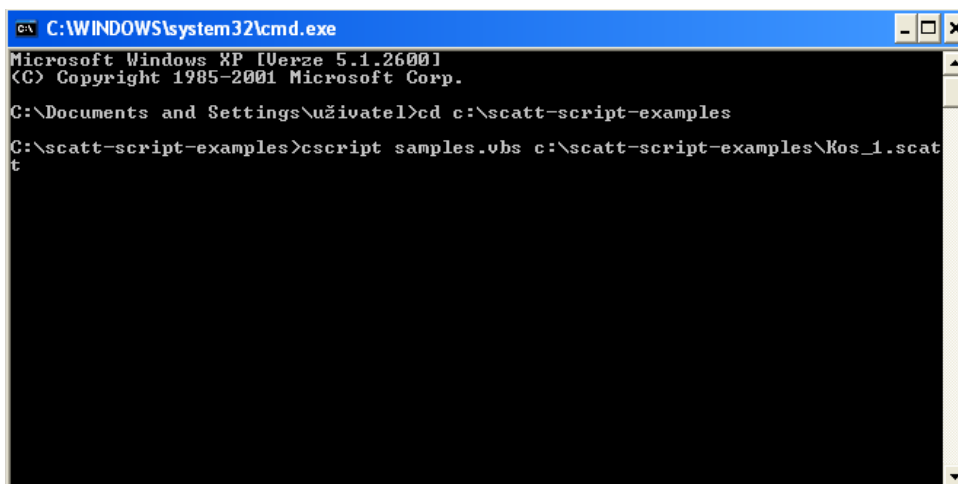 C:\WINDOWS\system32\cmd.exe
Microsoft Windows XP [Verze 5.1.2600]
(C) Copyright 1985-2001 Microsoft Corp.
C:\Documents and Settings\uživatel>cd c:\scatt-script-examples
C:\scatt-script-examples>cscript samples.vbs c:\scatt-script-examples\Kos_1.scat
t